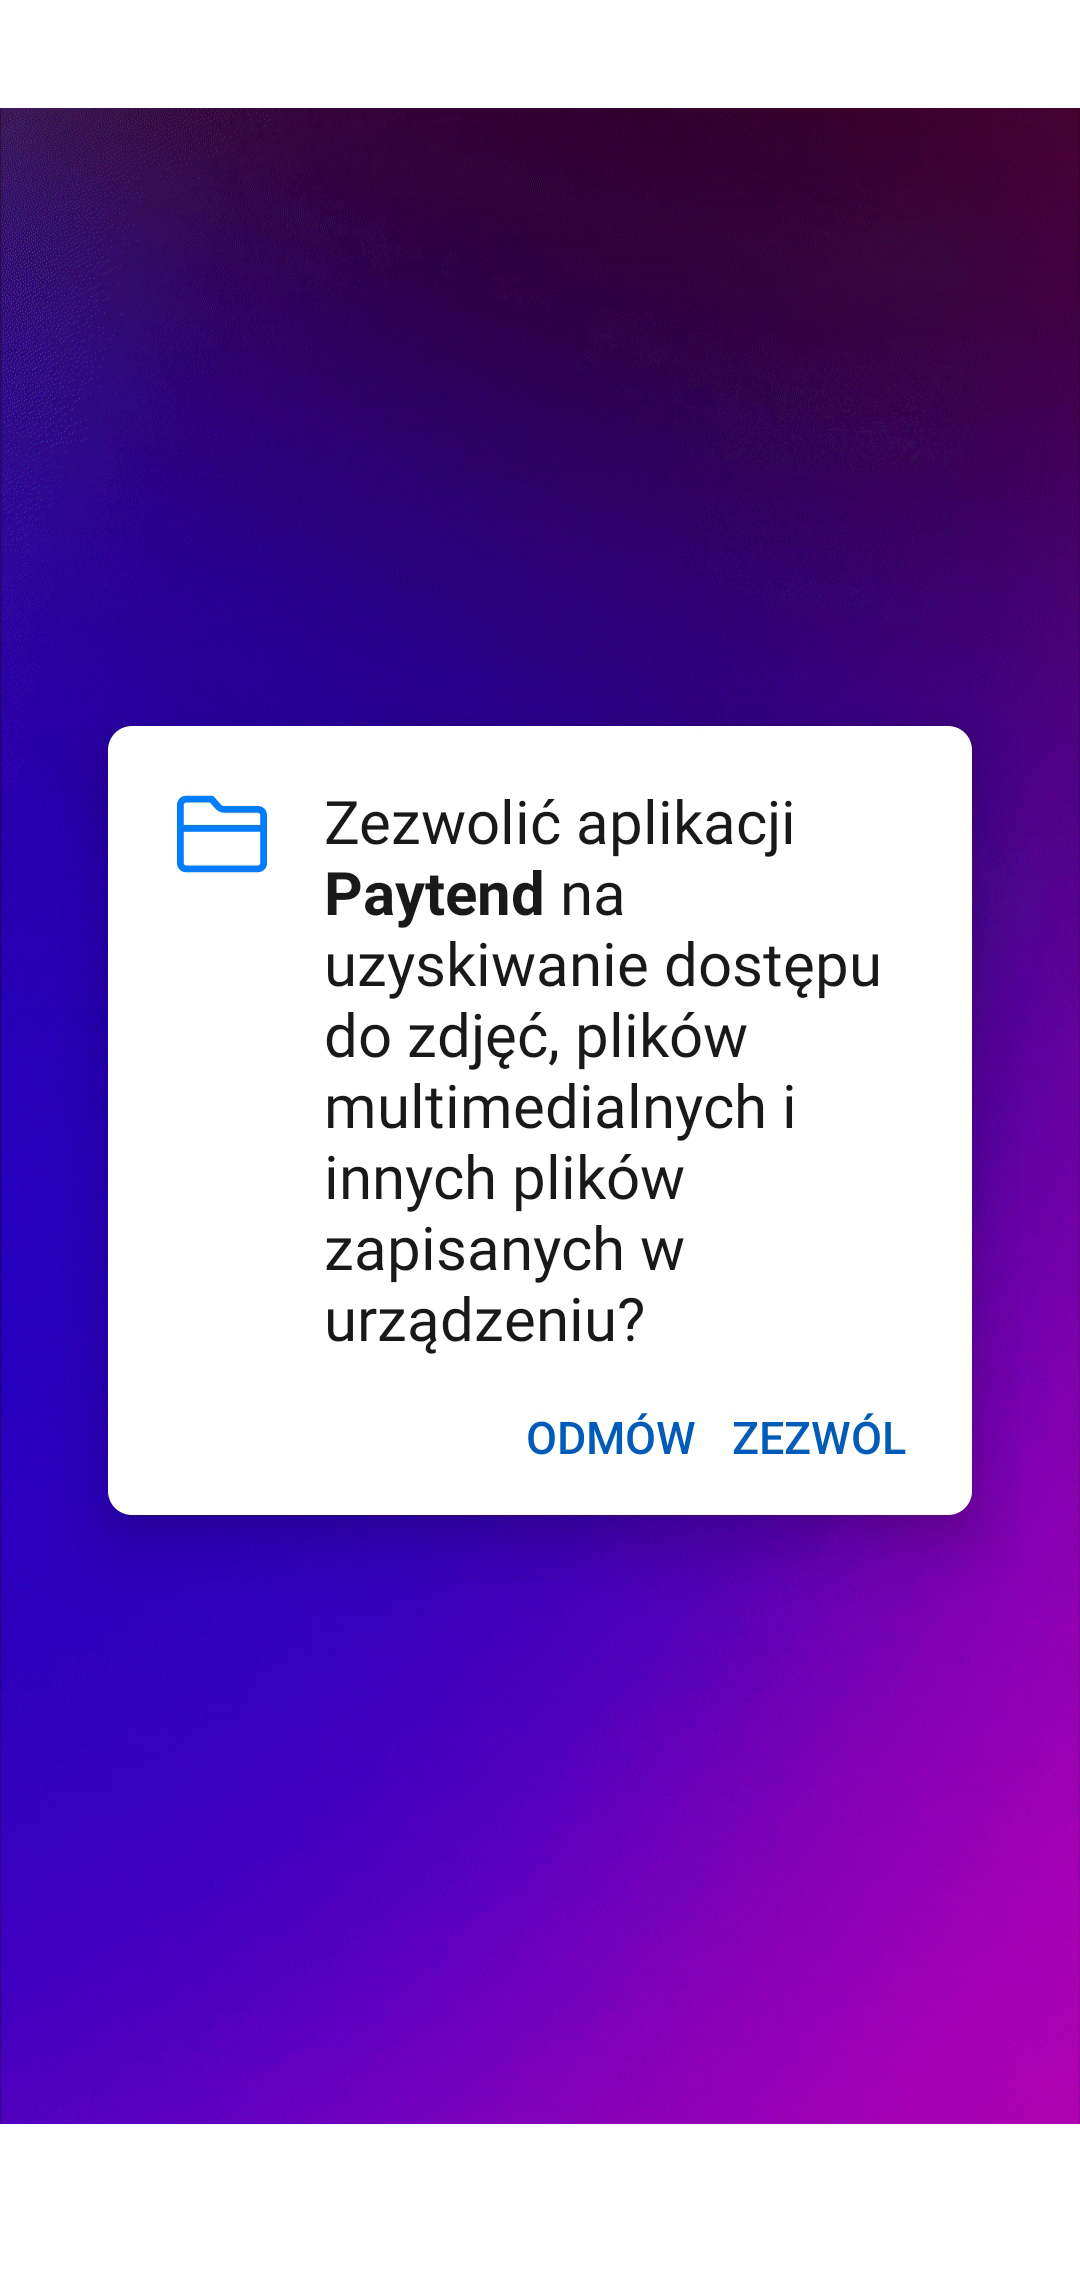 Zezwolić aplikacji
Paytend na
uzyskiwanie dostępu
do zdjęć, plików
multimedialnych i
innych plików
zapisanych w
urządzeniu?
ODMÓW ZEZWÓL